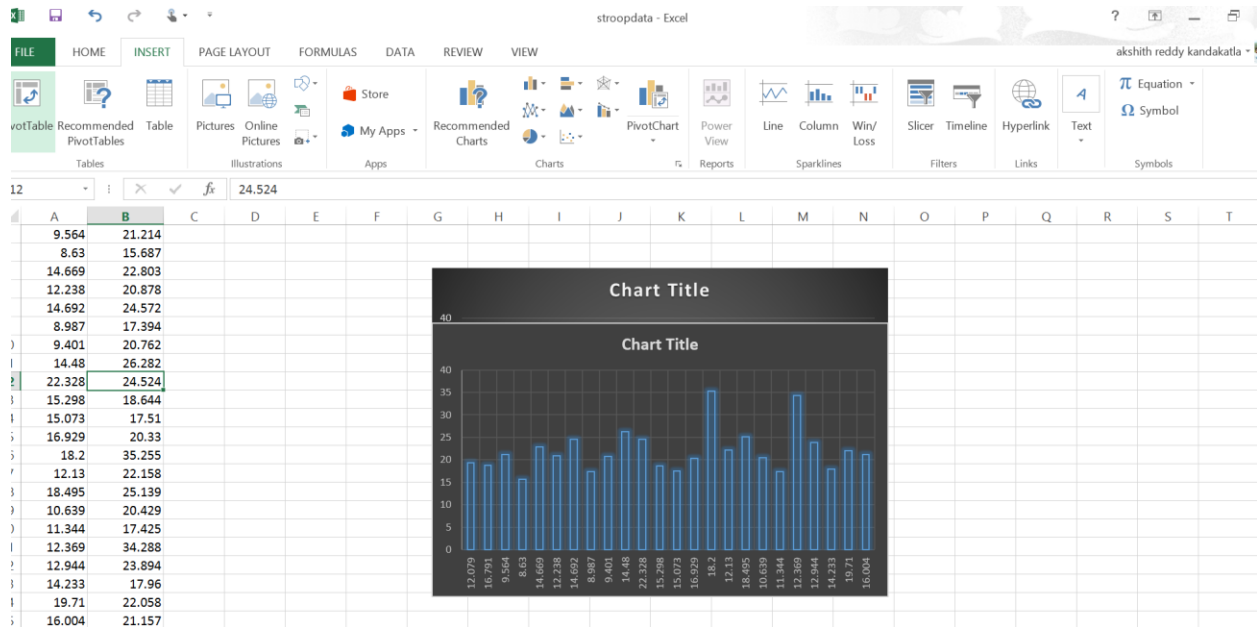 stroopdata - Excel
?
FILE HOME INSERT PAGE LAYOUT FORMULAS DATA REVIEW VIEW
akshith reddy kandakatla
Recommended PivotTables
Table
Pictures
Online Pictures
Store
My Apps
Recommended Charts
PivotChart
Power View
Line
Column
Win/ Loss
Slicer
Timeline
Hyperlink
Text
π Equation
Ω Symbol
Tables Illustrations Apps Charts Reports Sparklines Filters Links Symbols
fx 24.524
A B C D E F G H I J K L M N O P Q R S T
9.564 21.214
8.63 15.687
14.669 22.803
12.238 20.878
14.692 24.572
8.987 17.394
9.401 20.762
14.48 26.282
22.328 24.524
15.298 18.644
15.073 17.51
16.929 20.33
18.2 35.255
12.13 22.158
18.495 25.139
10.639 20.429
11.344 17.425
12.369 34.288
12.944 23.894
14.233 17.96
19.71 22.058
16.004 21.157
Chart Title
40
Chart Title
40
35
30
25
20
15
10
5
0
12.079 16.791 9.564 8.63 14.669 12.238 14.692 8.987 9.401 14.48 22.328 15.298 15.073 16.929 18.2 12.13 18.495 10.639 11.344 12.369 12.944 14.233 19.71 16.004